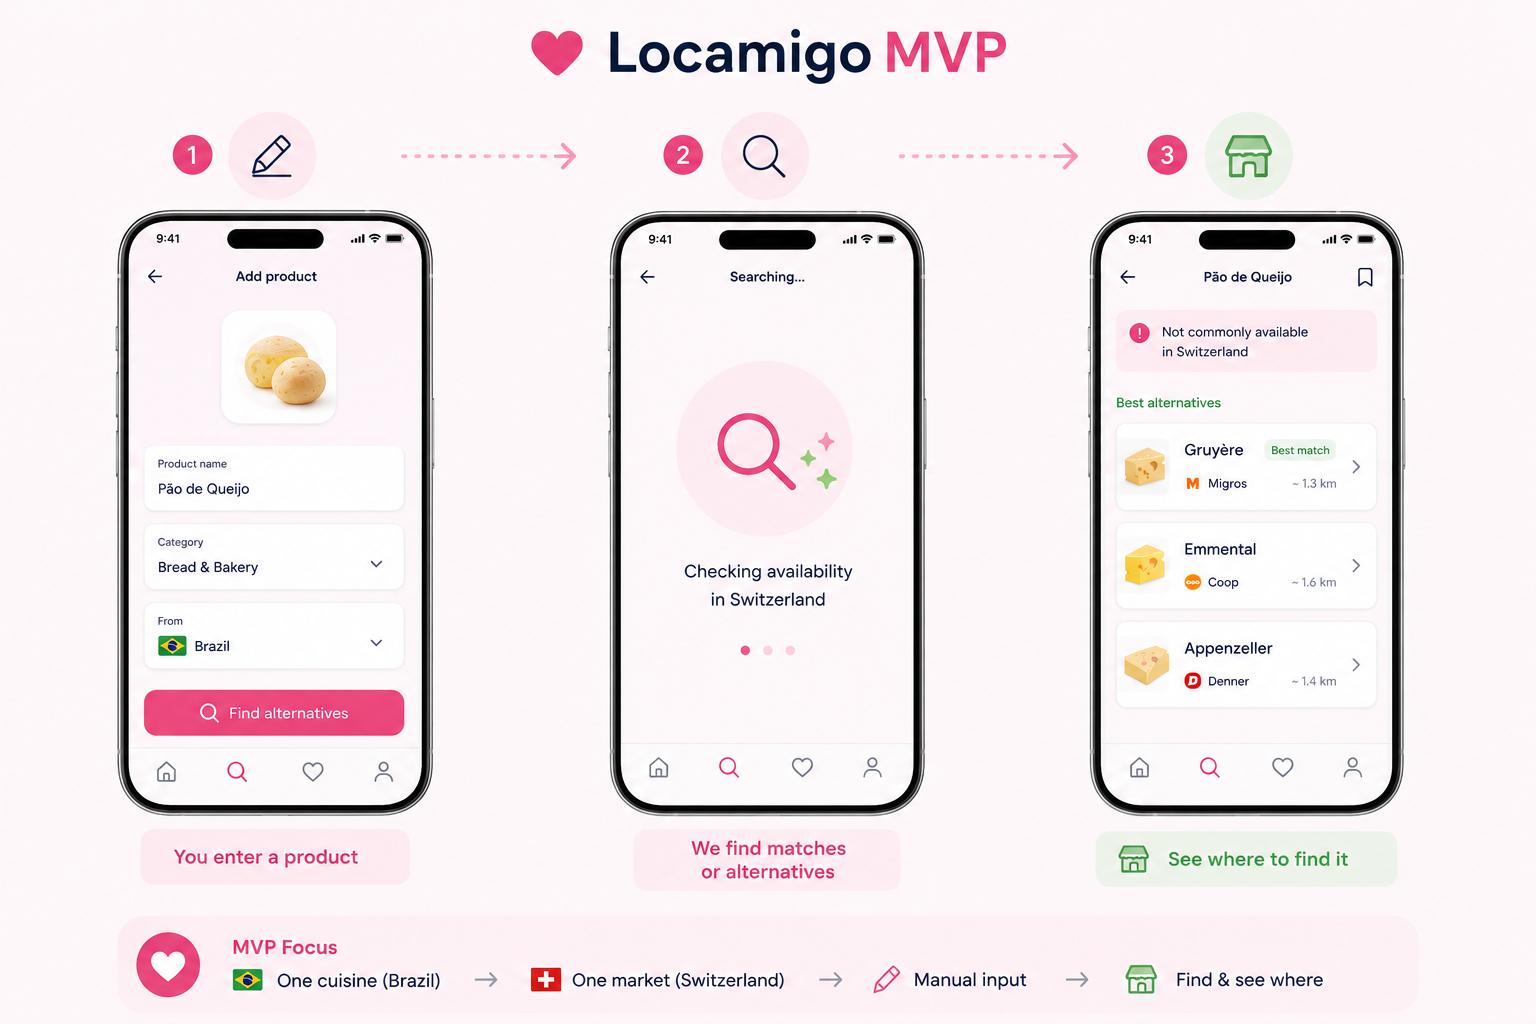 Locamigo MVP
1
2
3
9:41
Add product
Product name
Pão de Queijo
Category
Bread & Bakery
From
Brazil
Find alternatives
You enter a product
9:41
Searching...
Checking availability
in Switzerland
We find matches
or alternatives
9:41
Pão de Queijo
!
Not commonly available
in Switzerland
Best alternatives
Gruyère
Best match
M Migros
~ 1.3 km
Emmental
Coop
~ 1.6 km
Appenzeller
D Denner
~ 1.4 km
See where to find it
MVP Focus
One cuisine (Brazil) → One market (Switzerland) → Manual input → Find & see where